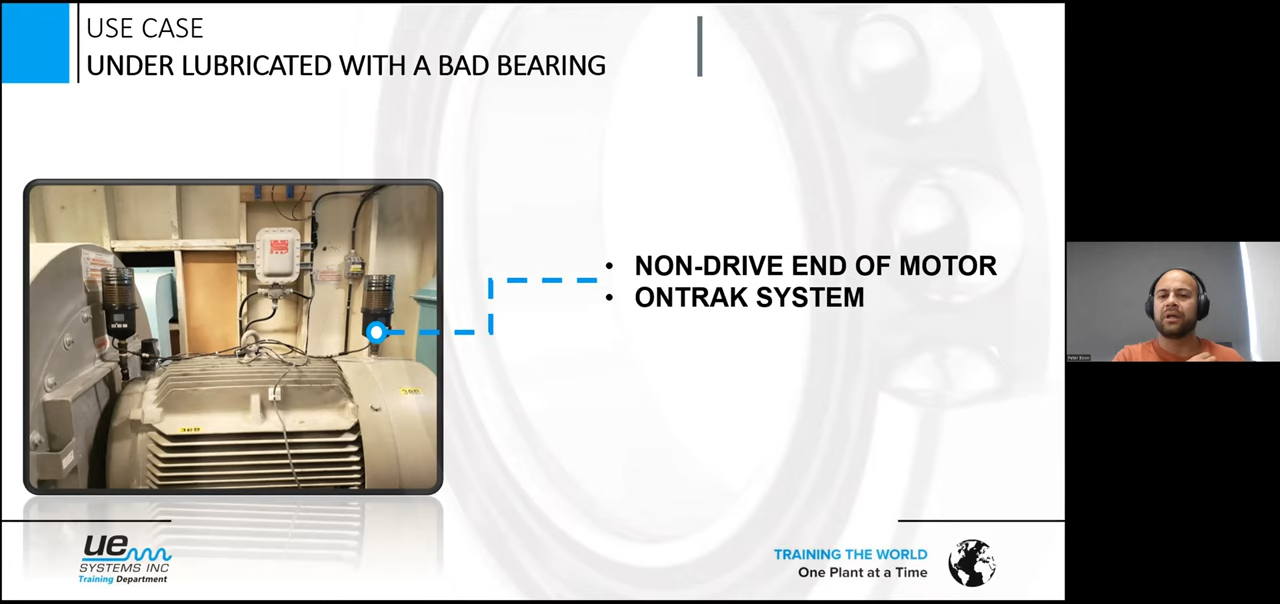 USE CASE
UNDER LUBRICATED WITH A BAD BEARING
• NON-DRIVE END OF MOTOR
• ONTRAK SYSTEM
ue
SYSTEMS INC
Training Department
TRAINING THE WORLD
One Plant at a Time